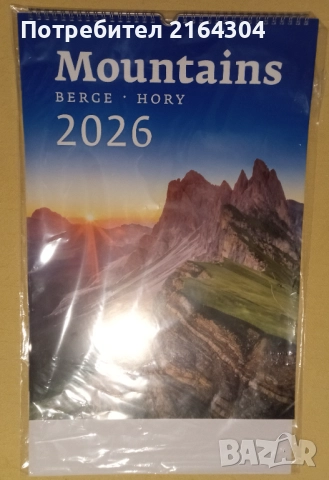 Потребител 2164304
Mountains
BERGE · HORY
2026
BAZAR